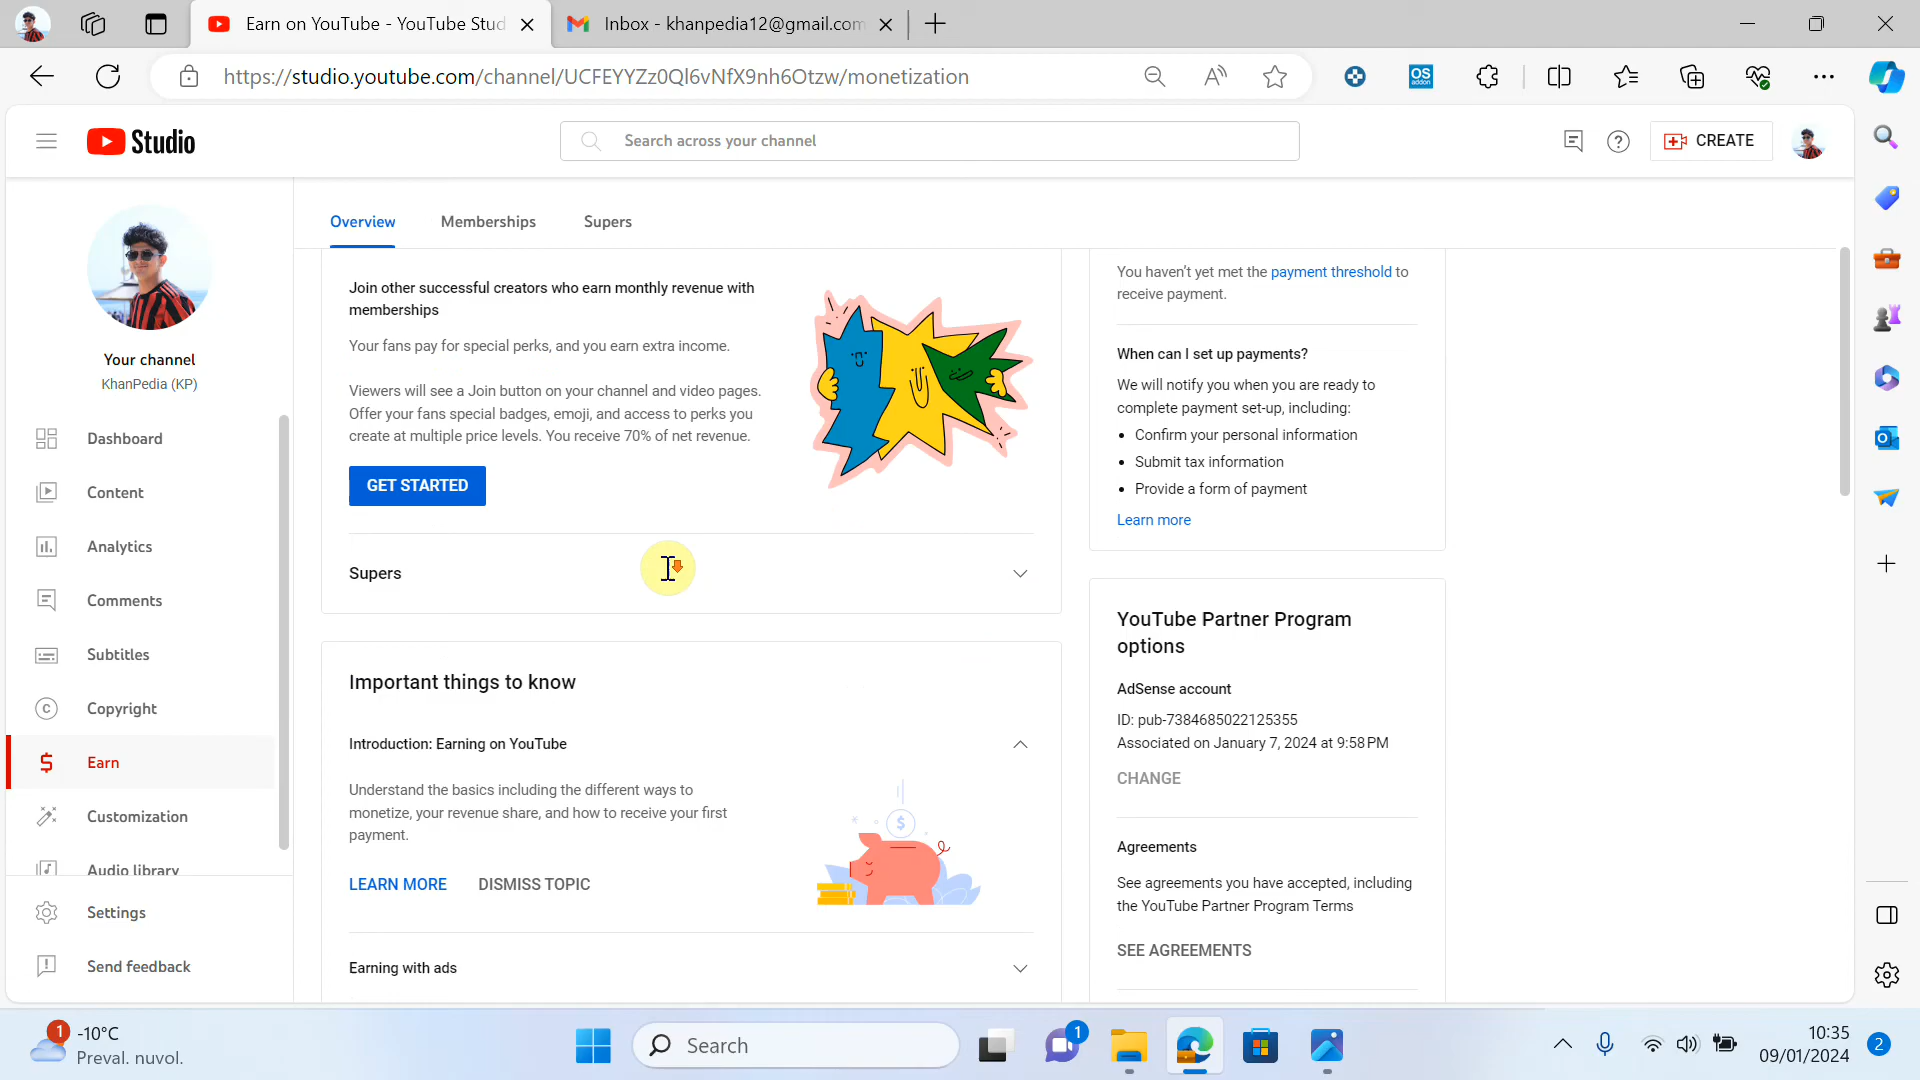 Earn on YouTube - YouTube Stud
Inbox - khanpedia12@gmail.com
https://studio.youtube.com/channel/UCFEYYZz0Ql6vNfX9nh6Otzw/monetization
OS
addon
Studio
Search across your channel
CREATE
Your channel
KhanPedia (KP)
Dashboard
Content
Analytics
Comments
Subtitles
Copyright
Earn
Customization
Audio library
Settings
Send feedback
Overview
Memberships
Supers
Join other successful creators who earn monthly revenue with
memberships
Your fans pay for special perks, and you earn extra income.
Viewers will see a Join button on your channel and video pages.
Offer your fans special badges, emoji, and access to perks you
create at multiple price levels. You receive 70% of net revenue.
GET STARTED
Supers
Important things to know
Introduction: Earning on YouTube
Understand the basics including the different ways to
monetize, your revenue share, and how to receive your first
payment.
LEARN MORE DISMISS TOPIC
Earning with ads
You haven't yet met the payment threshold to
receive payment.
When can I set up payments?
We will notify you when you are ready to
complete payment set-up, including:
• Confirm your personal information
• Submit tax information
• Provide a form of payment
Learn more
YouTube Partner Program
options
AdSense account
ID: pub-7384685022125355
Associated on January 7, 2024 at 9:58 PM
CHANGE
Agreements
See agreements you have accepted, including
the YouTube Partner Program Terms
SEE AGREEMENTS
1
-10°C
Preval. nuvol.
Search
1
10:35
09/01/2024
2